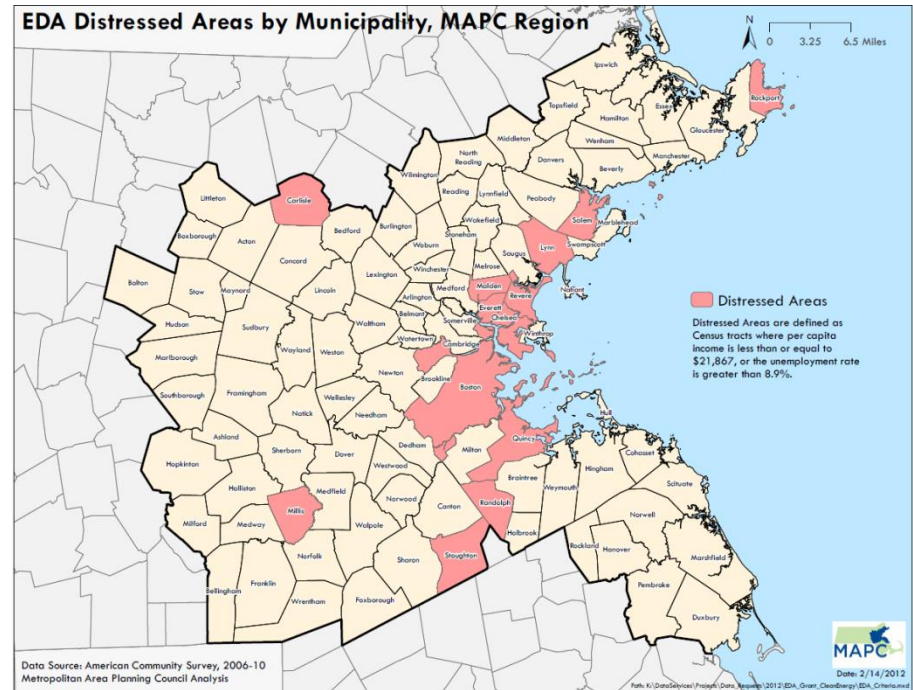 EDA Distressed Areas by Municipality, MAPC Region
N
0 3.25 6.5 Miles
Ipswich
Rockport
Essex
Topsfield
Hamilton
Gloucester
Middleton
Wenham
Manchester
North
Reading
Danvers
Beverly
Wilmington
Littleton
Carlisle
Reading
Lynnfield
Peabody
Salem
Marblehead
Boxborough
Bedford
Burlington
Wakefield
Acton
Stoneham
Lynn
Swampscott
Concord
Woburn
Saugus
Lexington
Winchester
Melrose
Bolton
Stow
Maynard
Lincoln
Arlington
Medford
Malden
Revere
Nahant
Everett
Chelsea
Belmont
Somerville
Winthrop
Hudson
Sudbury
Waltham
Watertown
Cambridge
Wayland
Weston
Marlborough
Newton
Brookline
Boston
Distressed Areas
Distressed Areas are defined as
Census tracts where per capita
income is less than or equal to
$21,867, or the unemployment rate
is greater than 8.9%.
Southborough
Framingham
Wellesley
Natick
Needham
Hull
Ashland
Dedham
Milton
Quincy
Cohasset
Hopkinton
Sherborn
Dover
Westwood
Hingham
Braintree
Weymouth
Scituate
Holliston
Medfield
Norwood
Canton
Randolph
Norwell
Millis
Milford
Medway
Walpole
Holbrook
Rockland
Hanover
Norfolk
Sharon
Stoughton
Marshfield
Bellingham
Franklin
Wrentham
Foxborough
Pembroke
Duxbury
Data Source: American Community Survey, 2006-10
Metropolitan Area Planning Council Analysis
MAPC
Date: 2/14/2012
Path: K:\DataServices\Projects\Data_Requests\2012\EDA_Grant_CleanEnergy\EDA_Criteria.mxd